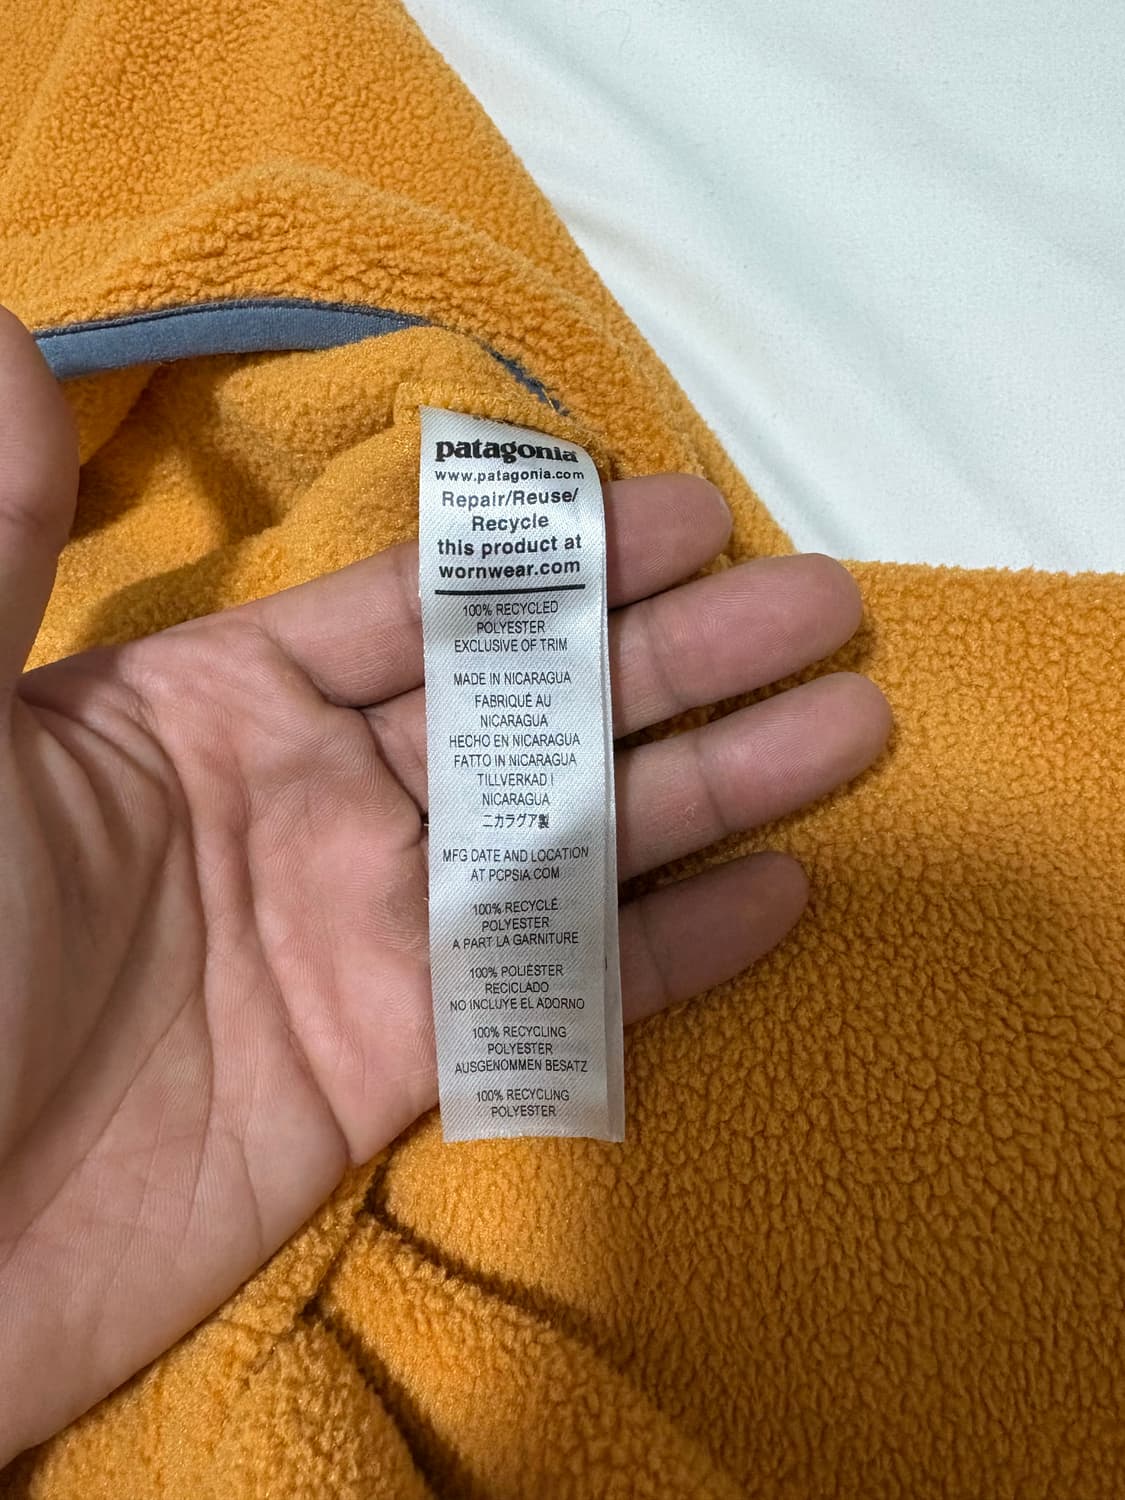 patagonia
www.patagonia.com
Repair/Reuse/
Recycle
this product at
wornwear.com
100% RECYCLED
POLYESTER
EXCLUSIVE OF TRIM
MADE IN NICARAGUA
FABRIQUÉ AU
NICARAGUA
HECHO EN NICARAGUA
FATTO IN NICARAGUA
TILLVERKAD I
NICARAGUA
ニカラグア製
MFG DATE AND LOCATION
AT PCPSIA.COM
100% RECYCLÉ
POLYESTER
A PART LA GARNITURE
100% POLIÉSTER
RECICLADO
NO INCLUYE EL ADORNO
100% RECYCLING
POLYESTER
AUSGENOMMEN BESATZ
100% RECYCLING
POLYESTER